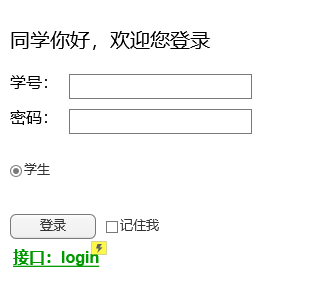 同学你好，欢迎您登录
学号：
密码：
学生
登录 记住我
接口：login